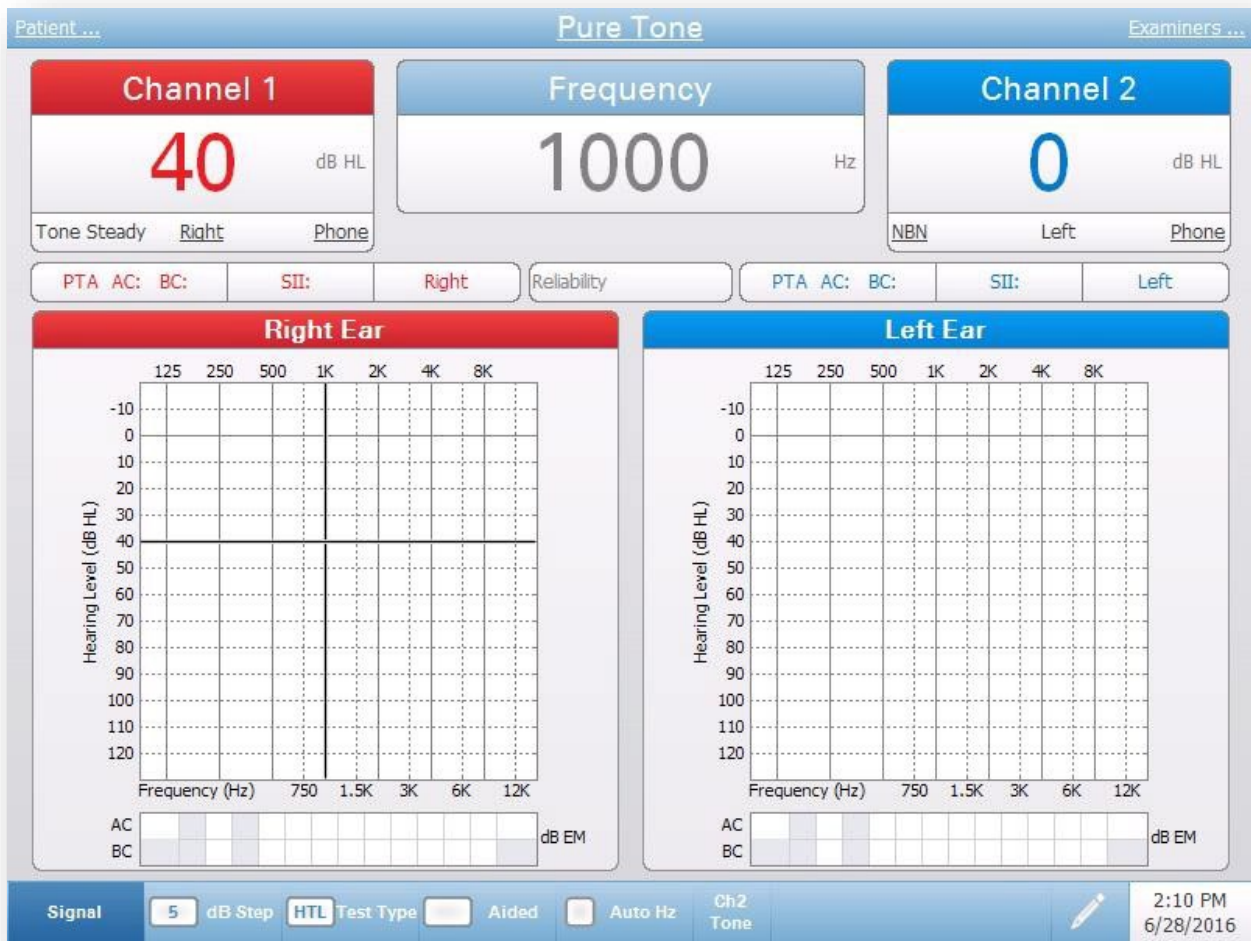 Patient ... Pure Tone Examiners ...
Channel 1 Frequency Channel 2
40 dB HL 1000 Hz 0 dB HL
Tone Steady Right Phone NBN Left Phone
PTA AC: BC: SII: Right Reliability PTA AC: BC: SII: Left
Right Ear
125 250 500 1K 2K 4K 8K
-10
0
10
20
30
40
50
60
70
80
90
100
110
120
Hearing Level (dB HL)
Frequency (Hz) 750 1.5K 3K 6K 12K
AC
BC
dB EM
Left Ear
125 250 500 1K 2K 4K 8K
-10
0
10
20
30
40
50
60
70
80
90
100
110
120
Hearing Level (dB HL)
Frequency (Hz) 750 1.5K 3K 6K 12K
AC
BC
dB EM
Signal 5 dB Step HTL Test Type Aided Auto Hz Ch2
Tone
2:10 PM
6/28/2016